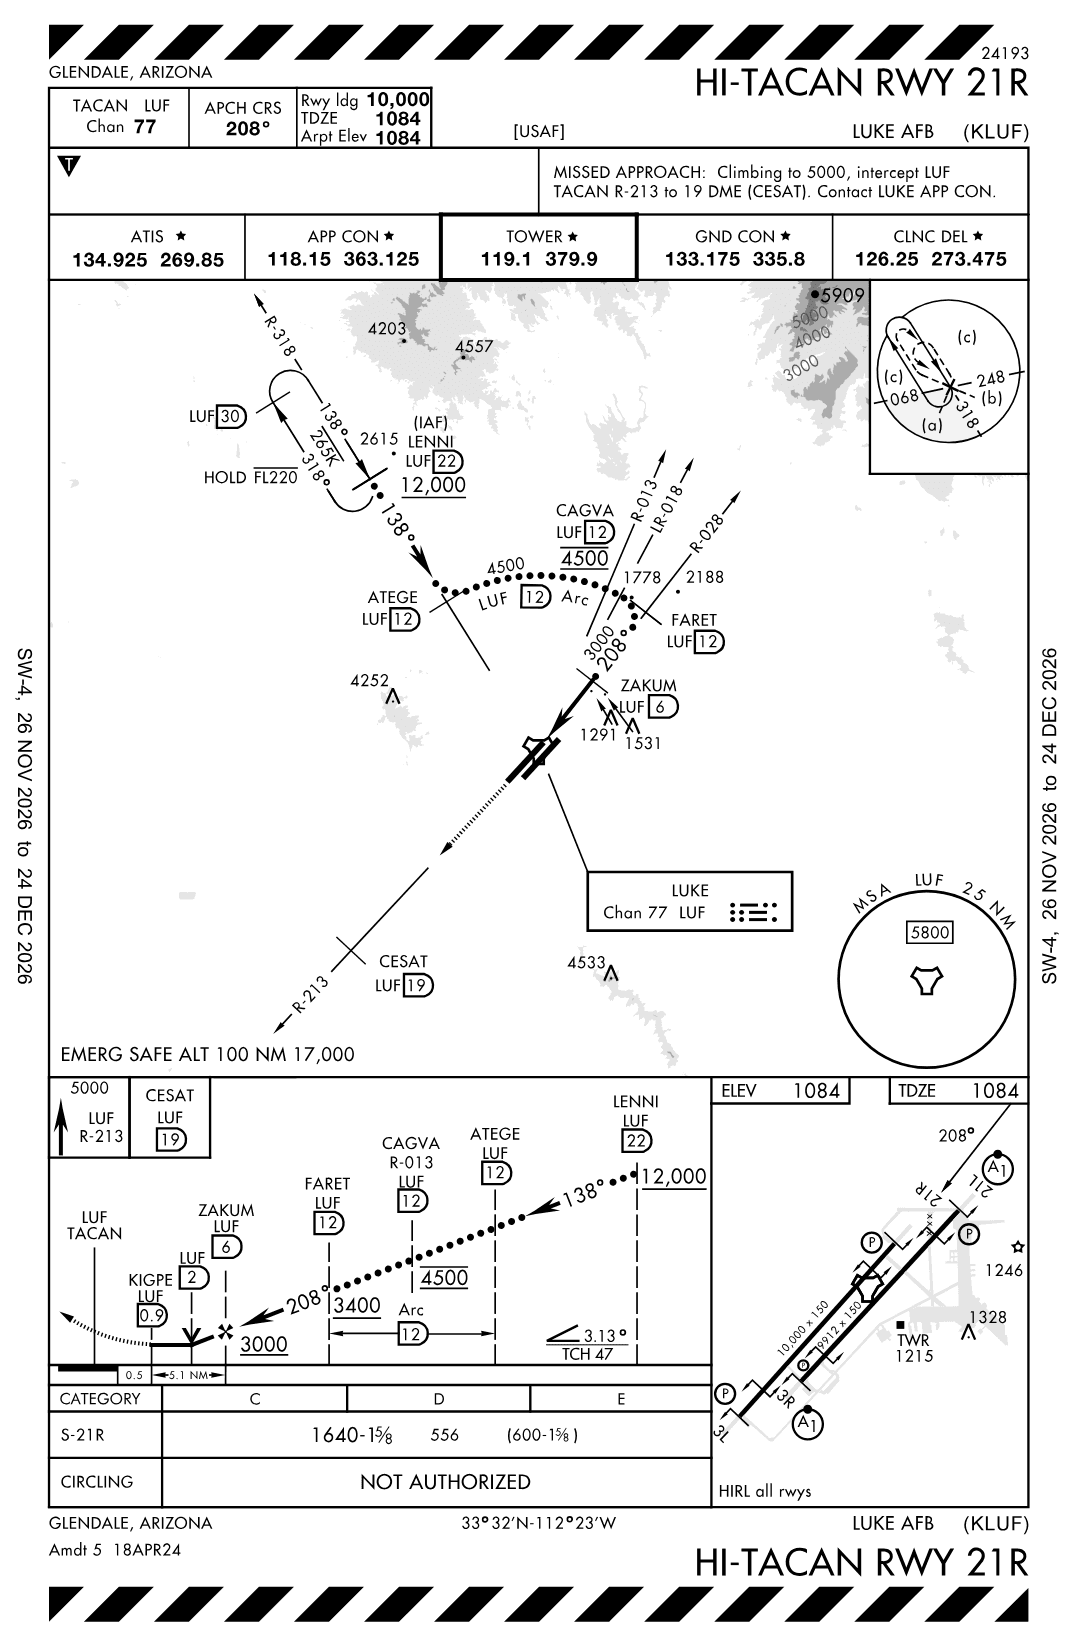 24193
GLENDALE, ARIZONA
HI-TACAN RWY 21R
TACAN LUF
Chan 77
APCH CRS
208°
Rwy ldg 10,000
TDZE 1084
Arpt Elev 1084
[USAF]
LUKE AFB (KLUF)
T
MISSED APPROACH: Climbing to 5000, intercept LUF
TACAN R-213 to 19 DME (CESAT). Contact LUKE APP CON.
ATIS ★
134.925 269.85
APP CON ★
118.15 363.125
TOWER ★
119.1 379.9
GND CON ★
133.175 335.8
CLNC DEL ★
126.25 273.475
R-318
4203
4557
5909
5000
4000
3000
(c)
(c)
248
068
(b)
(a)
318
LUF 30
138°
265K
318°
HOLD FL220
2615
(IAF)
LENNI
LUF 22
12,000
138°
R-013
LR-018
R-028
CAGVA
LUF 12
4500
4500
LUF 12 Arc
1778
2188
ATEGE
LUF 12
FARET
LUF 12
3000
208°
ZAKUM
LUF 6
4252
1291
1531
LUKE
Chan 77 LUF
MSA LUF 25 NM
5800
4533
CESAT
LUF 19
R-213
EMERG SAFE ALT 100 NM 17,000
SW-4, 26 NOV 2026 to 24 DEC 2026
SW-4, 26 NOV 2026 to 24 DEC 2026
5000
LUF
R-213
CESAT
LUF
19
LENNI
LUF
22
12,000
ATEGE
LUF
12
138°
CAGVA
R-013
LUF
12
4500
FARET
LUF
12
3400
208°
Arc
12
ZAKUM
LUF
6
3000
LUF
TACAN
LUF
2
KIGPE
LUF
0.9
3.13°
TCH 47
0.5
5.1 NM
CATEGORY C D E
S-21R 1640-1⅝ 556 (600-1⅝)
CIRCLING NOT AUTHORIZED
ELEV 1084
TDZE 1084
208°
A1
21L
21R
P
P
1246
10,000 x 150
9912 x 150
1328
TWR
1215
P
P
3R
3L
A1
HIRL all rwys
GLENDALE, ARIZONA
33°32'N-112°23'W
LUKE AFB (KLUF)
Amdt 5 18APR24
HI-TACAN RWY 21R